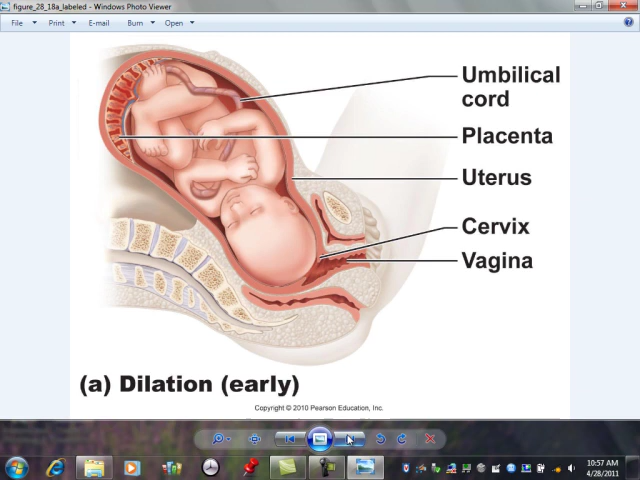 figure_28_18a_labeled - Windows Photo Viewer
File Print E-mail Burn Open
Umbilical
cord
Placenta
Uterus
Cervix
Vagina
(a) Dilation (early)
Copyright © 2010 Pearson Education, Inc.
10:57 AM
4/28/2011